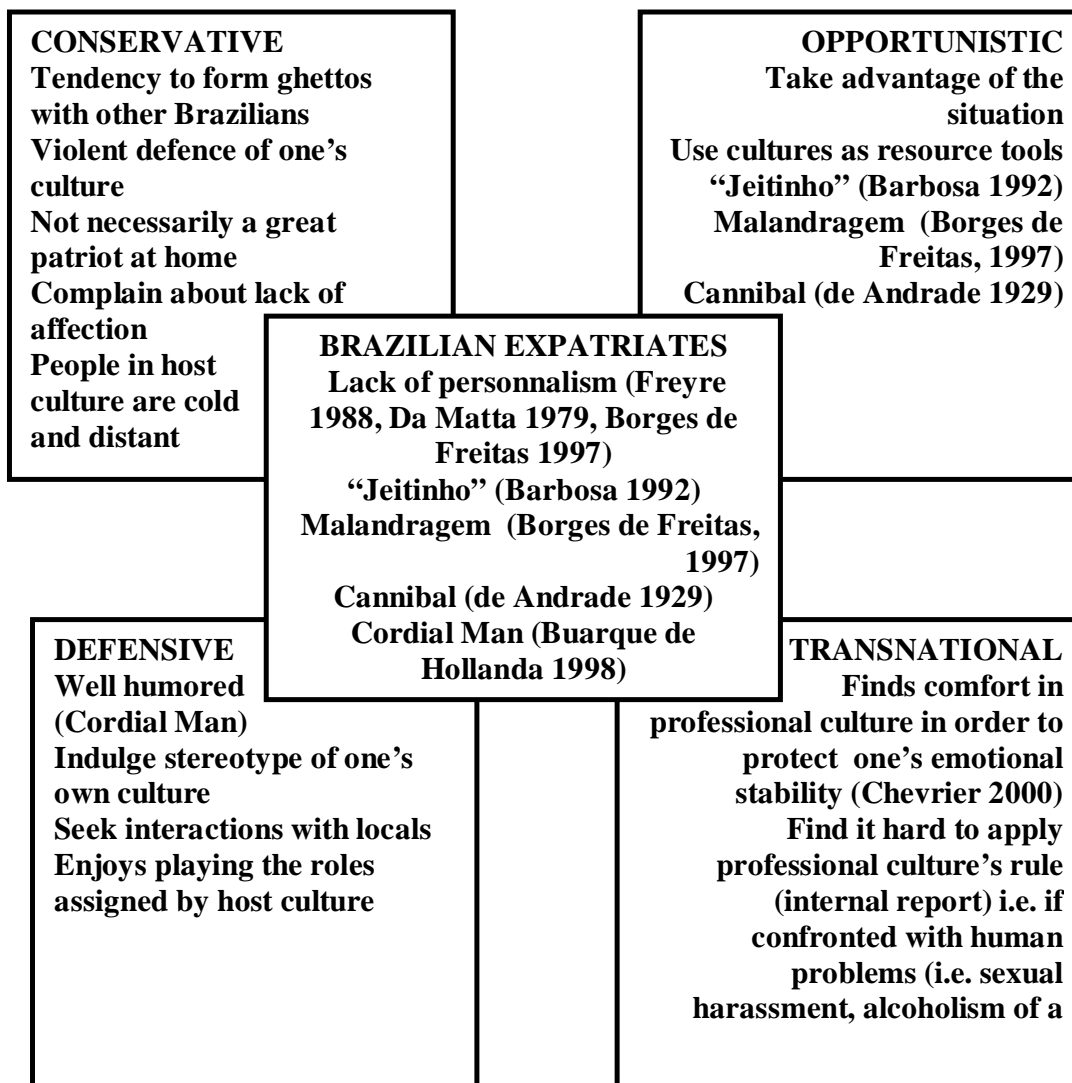 CONSERVATIVE
Tendency to form ghettos
with other Brazilians
Violent defence of one’s
culture
Not necessarily a great
patriot at home
Complain about lack of
affection
People in host
culture are cold
and distant
OPPORTUNISTIC
Take advantage of the
situation
Use cultures as resource tools
“Jeitinho” (Barbosa 1992)
Malandragem (Borges de
Freitas, 1997)
Cannibal (de Andrade 1929)
BRAZILIAN EXPATRIATES
Lack of personnalism (Freyre
1988, Da Matta 1979, Borges de
Freitas 1997)
“Jeitinho” (Barbosa 1992)
Malandragem (Borges de Freitas,
1997)
Cannibal (de Andrade 1929)
Cordial Man (Buarque de
Hollanda 1998)
DEFENSIVE
Well humored
(Cordial Man)
Indulge stereotype of one’s
own culture
Seek interactions with locals
Enjoys playing the roles
assigned by host culture
TRANSNATIONAL
Finds comfort in
professional culture in order to
protect one’s emotional
stability (Chevrier 2000)
Find it hard to apply
professional culture’s rule
(internal report) i.e. if
confronted with human
problems (i.e. sexual
harassment, alcoholism of a